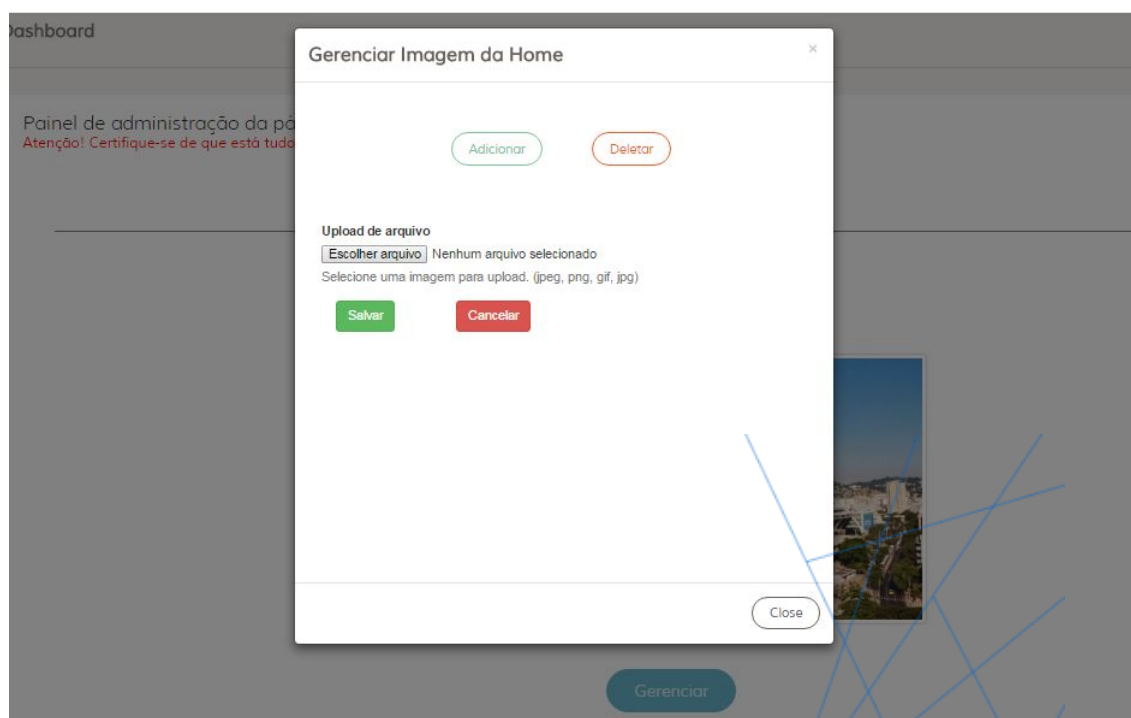 Dashboard
Gerenciar Imagem da Home
×
Painel de administração da pá
Atenção! Certifique-se de que está tudo
Adicionar
Deletar
Upload de arquivo
Escolher arquivo Nenhum arquivo selecionado
Selecione uma imagem para upload. (jpeg, png, gif, jpg)
Salvar
Cancelar
Close
Gerenciar